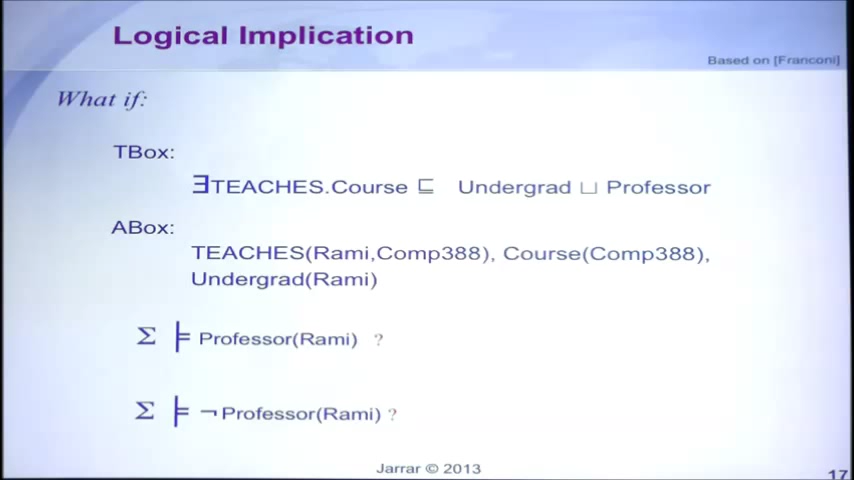 Logical Implication
Based on [Franconi]
What if:
TBox:
∃TEACHES.Course ⊑ Undergrad ⊔ Professor
ABox:
TEACHES(Rami,Comp388), Course(Comp388),
Undergrad(Rami)
Σ ⊨ Professor(Rami) ?
Σ ⊨ ¬Professor(Rami) ?
Jarrar © 2013
17